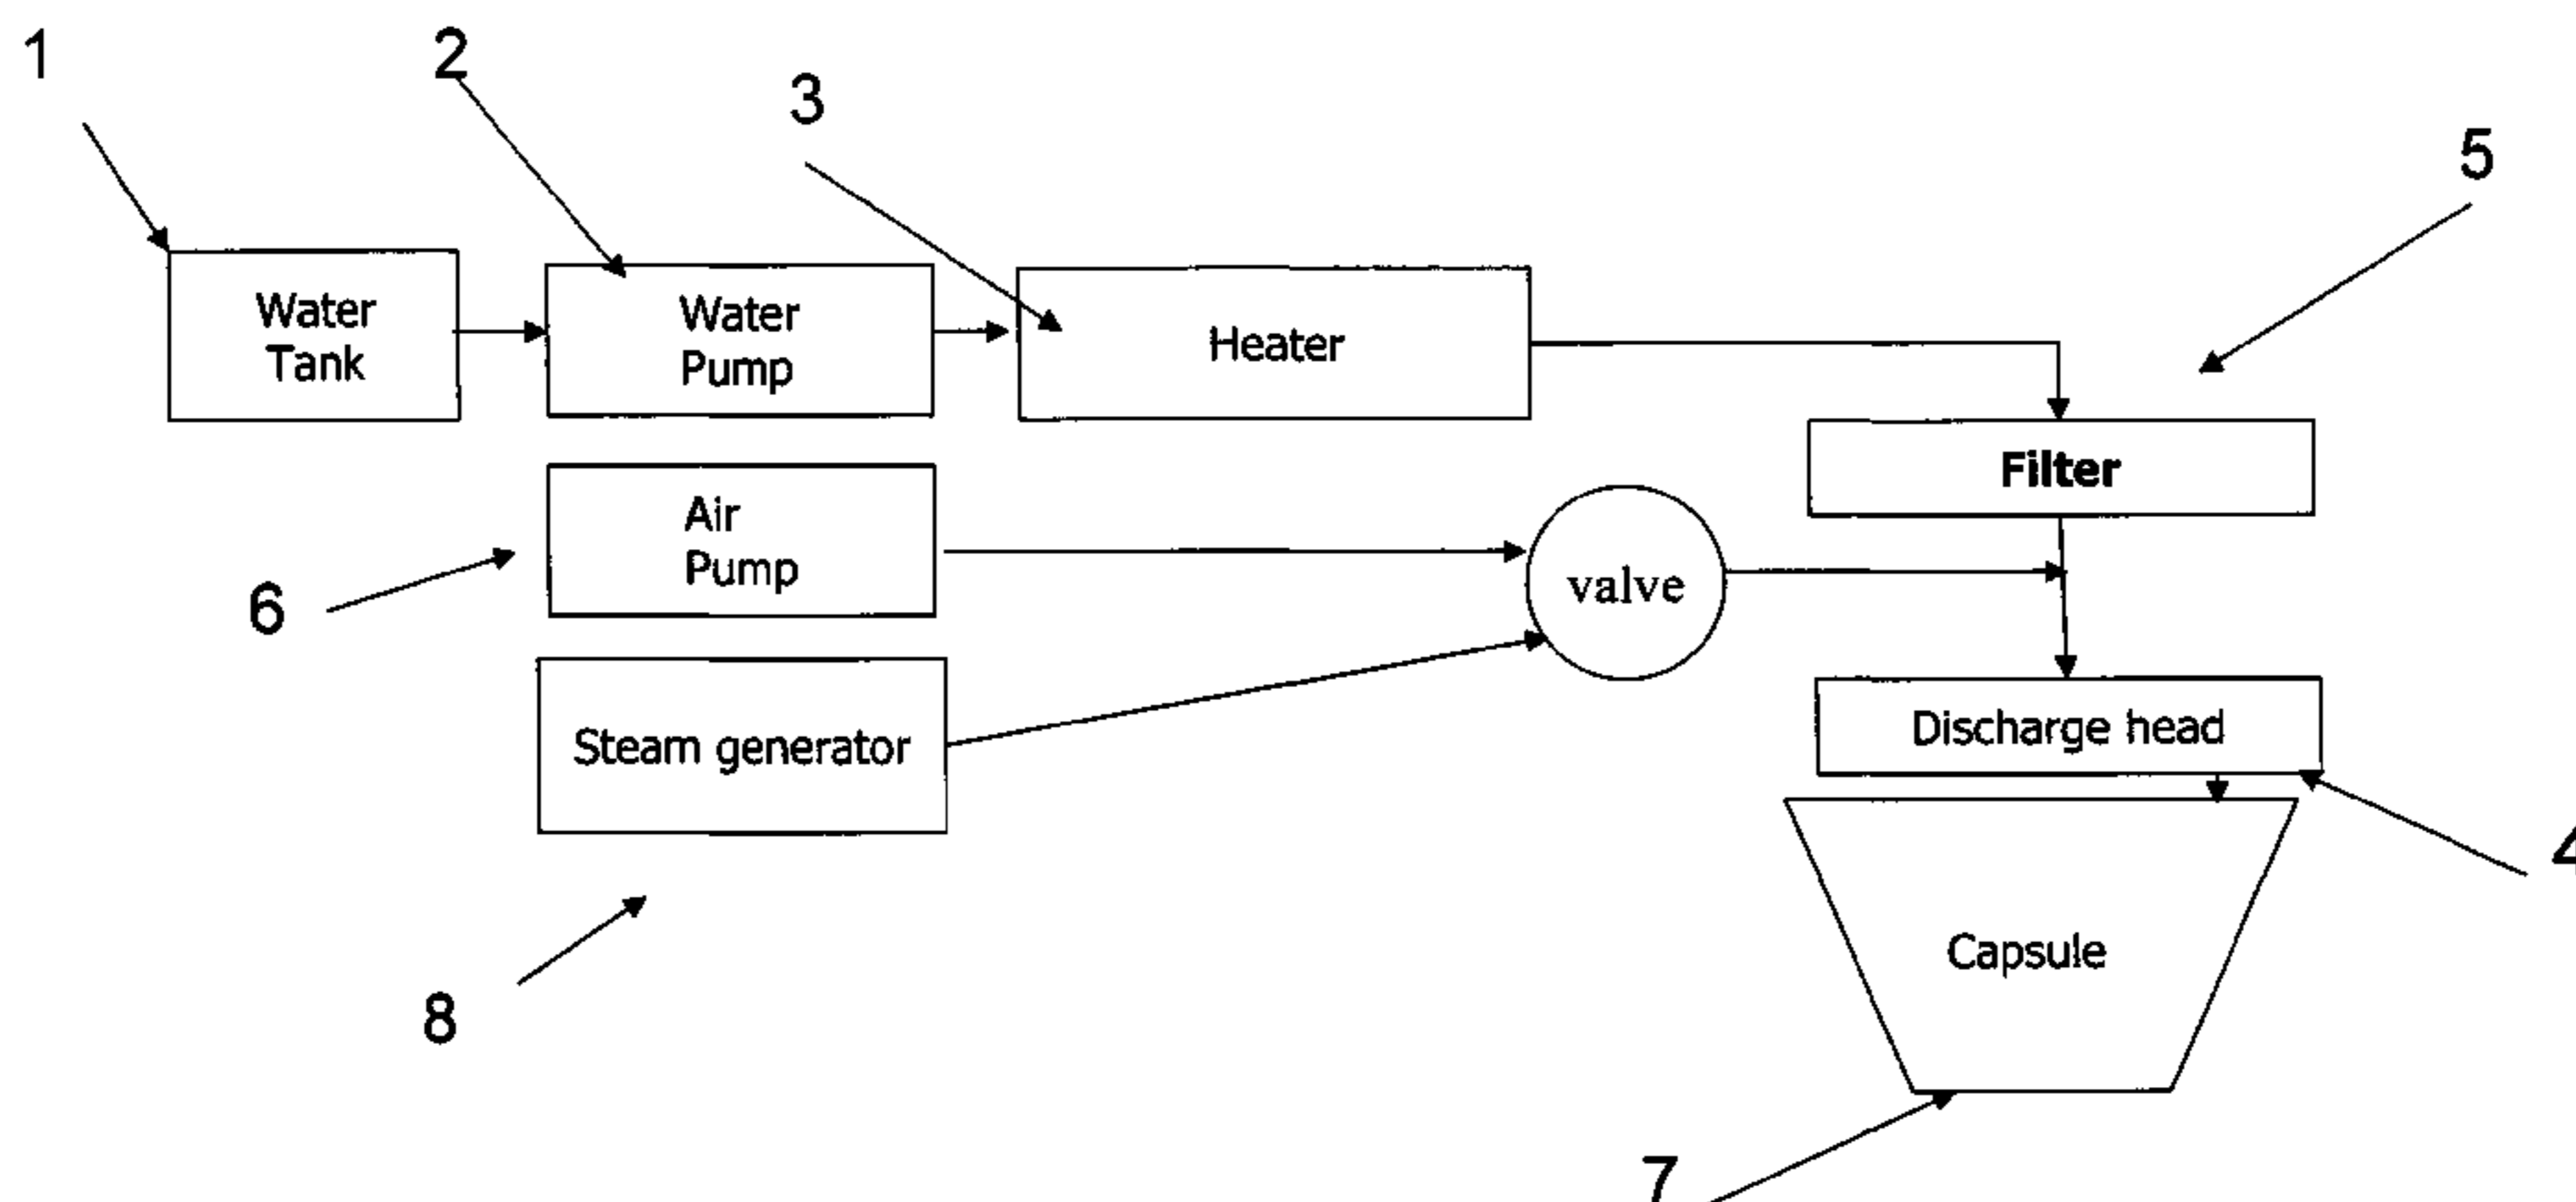 1
2
3
5
Water
Tank
Water
Pump
Heater
Filter
Air
Pump
valve
6
Steam generator
Discharge head
4
Capsule
8
7